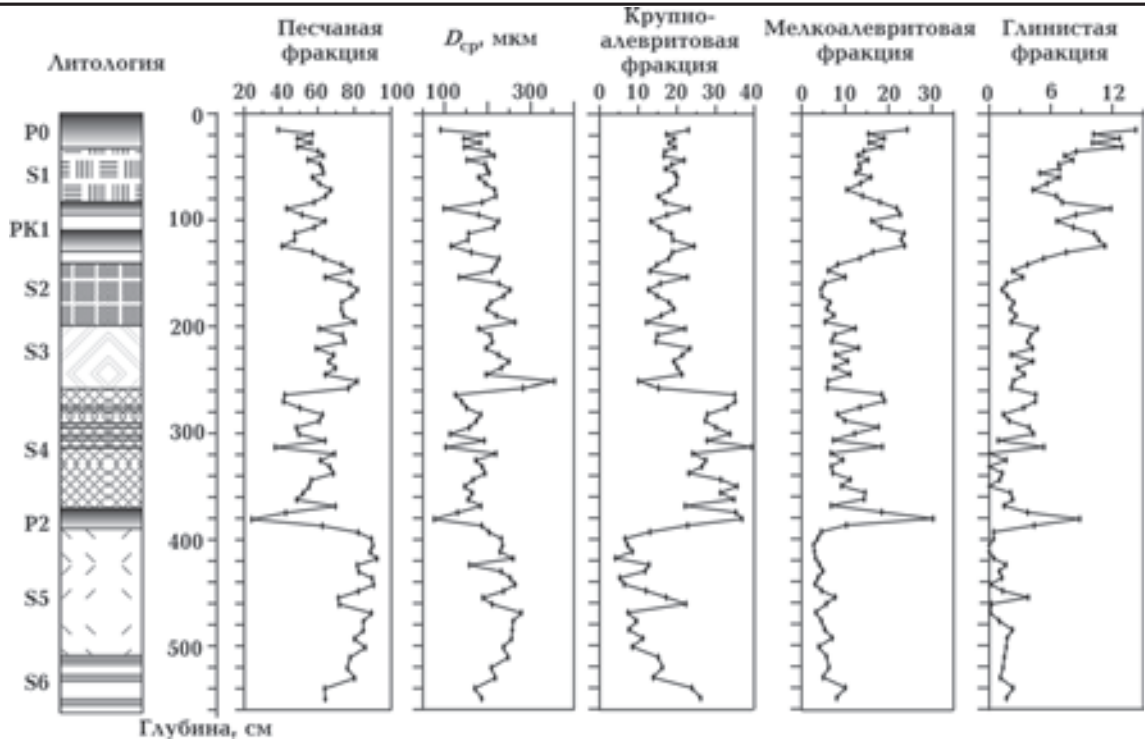 Литология
Песчаная
фракция
Dср, мкм
Крупно-
алевритовая
фракция
Мелкоалевритовая
фракция
Глинистая
фракция
20 40 60 80 100
100 300
0 10 20 30 40
0 10 20 30
0 6 12
0
100
200
300
400
500
P0
S1
PK1
S2
S3
S4
P2
S5
S6
Глубина, см